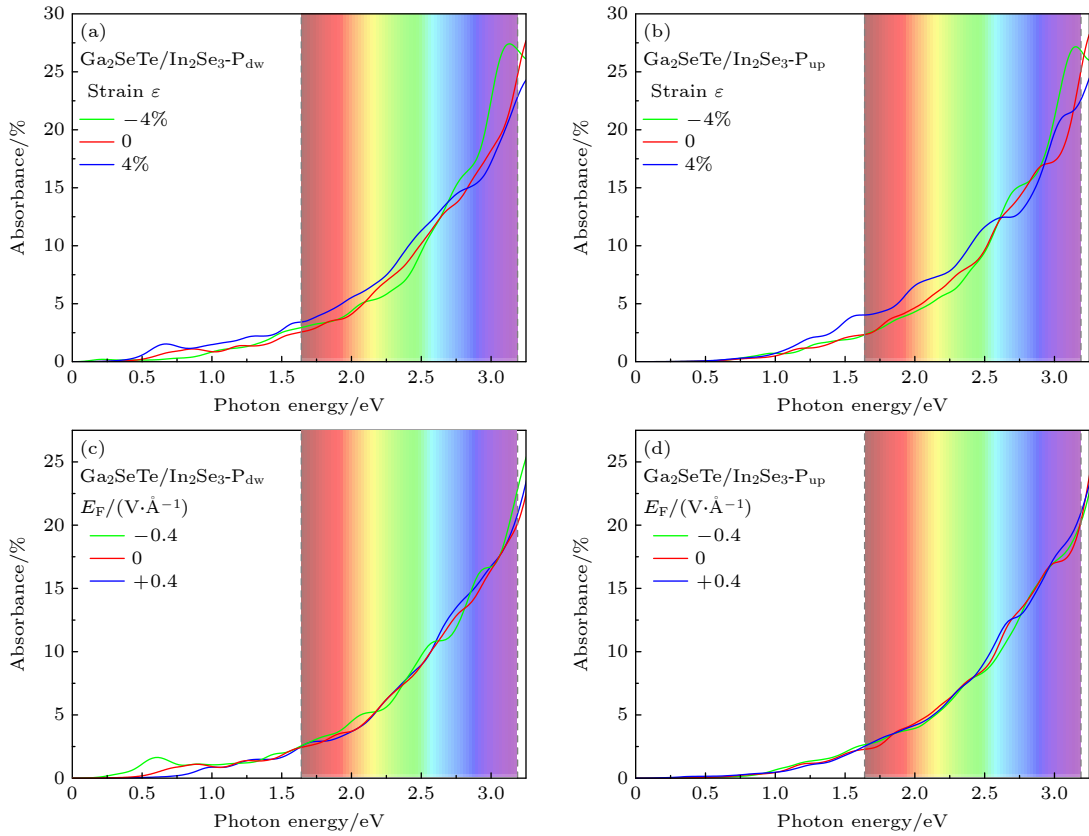 (a)
Ga₂SeTe/In₂Se₃-P_dw
Strain ε
−4%
0
4%
Absorbance/%
30
25
20
15
10
5
0
0 0.5 1.0 1.5 2.0 2.5 3.0
Photon energy/eV
(b)
Ga₂SeTe/In₂Se₃-P_up
Strain ε
−4%
0
4%
Absorbance/%
30
25
20
15
10
5
0
0 0.5 1.0 1.5 2.0 2.5 3.0
Photon energy/eV
(c)
Ga₂SeTe/In₂Se₃-P_dw
E_F/(V·Å⁻¹)
−0.4
0
+0.4
Absorbance/%
25
20
15
10
5
0
0 0.5 1.0 1.5 2.0 2.5 3.0
Photon energy/eV
(d)
Ga₂SeTe/In₂Se₃-P_up
E_F/(V·Å⁻¹)
−0.4
0
+0.4
Absorbance/%
25
20
15
10
5
0
0 0.5 1.0 1.5 2.0 2.5 3.0
Photon energy/eV